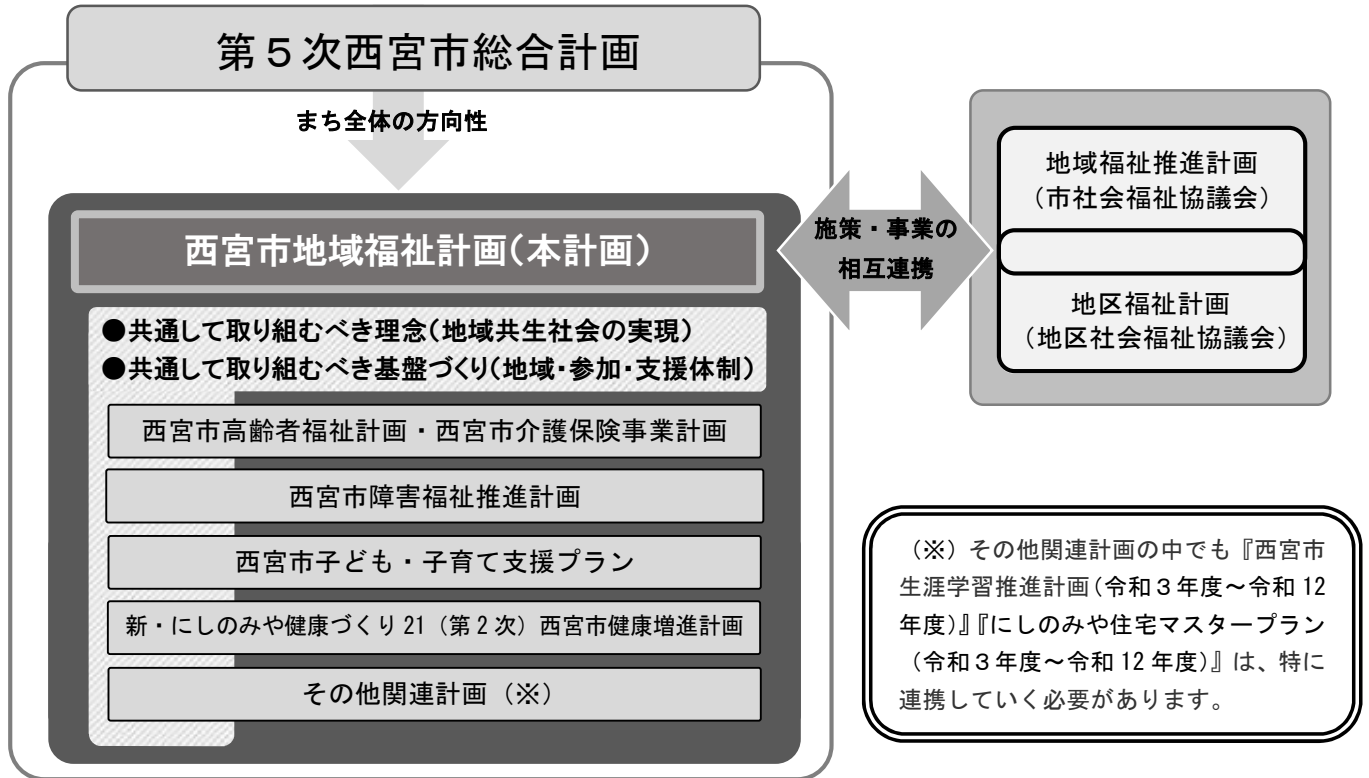 第５次西宮市総合計画
まち全体の方向性
西宮市地域福祉計画（本計画）
●共通して取り組むべき理念（地域共生社会の実現）
●共通して取り組むべき基盤づくり（地域・参加・支援体制）
西宮市高齢者福祉計画・西宮市介護保険事業計画
西宮市障害福祉推進計画
西宮市子ども・子育て支援プラン
新・にしのみや健康づくり21（第2次）西宮市健康増進計画
その他関連計画（※）
施策・事業の
相互連携
地域福祉推進計画
（市社会福祉協議会）
地区福祉計画
（地区社会福祉協議会）
（※）その他関連計画の中でも『西宮市
生涯学習推進計画（令和３年度～令和12
年度）』『にしのみや住宅マスタープラン
（令和３年度～令和12年度）』は、特に
連携していく必要があります。